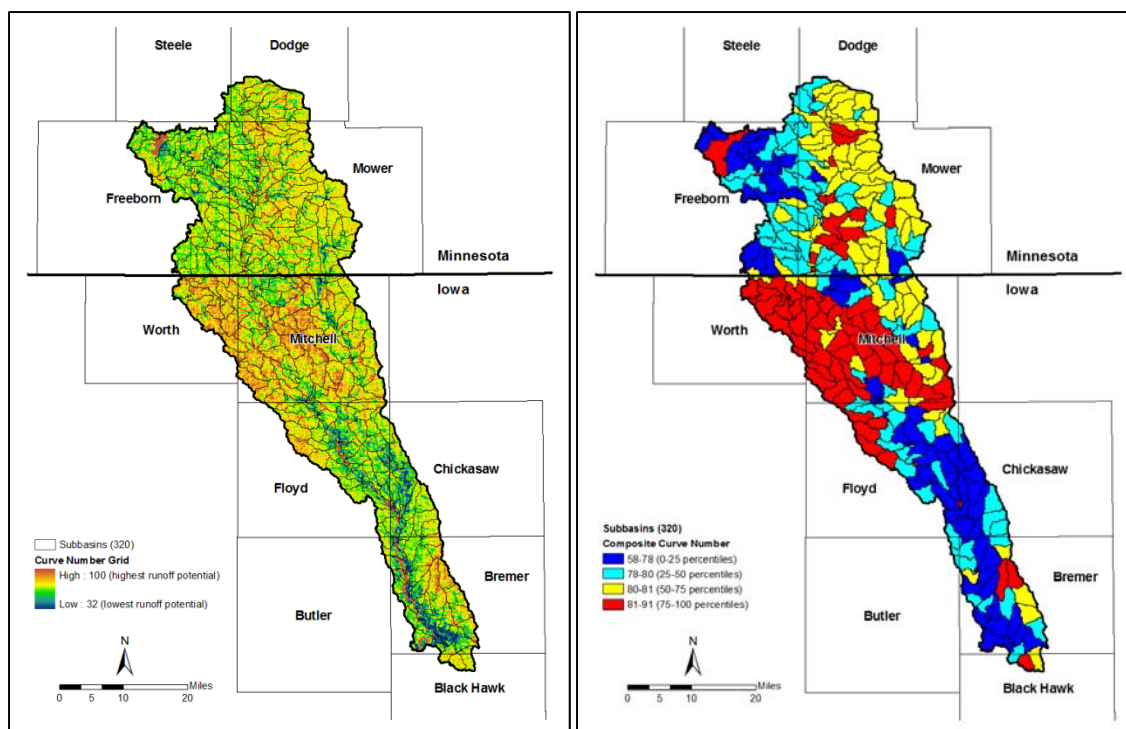 Steele
Dodge
Mower
Freeborn
Minnesota
Iowa
Worth
Mitchell
Chickasaw
Floyd
Subbasins (320)
Curve Number Grid
High : 100 (highest runoff potential)
Low : 32 (lowest runoff potential)
Bremer
Butler
N
Miles
0 5 10 20
Black Hawk
Steele
Dodge
Mower
Freeborn
Minnesota
Iowa
Worth
Mitchell
Chickasaw
Floyd
Subbasins (320)
Composite Curve Number
58-78 (0-25 percentiles)
78-80 (25-50 percentiles)
80-81 (50-75 percentiles)
81-91 (75-100 percentiles)
Bremer
Butler
N
Miles
0 5 10 20
Black Hawk